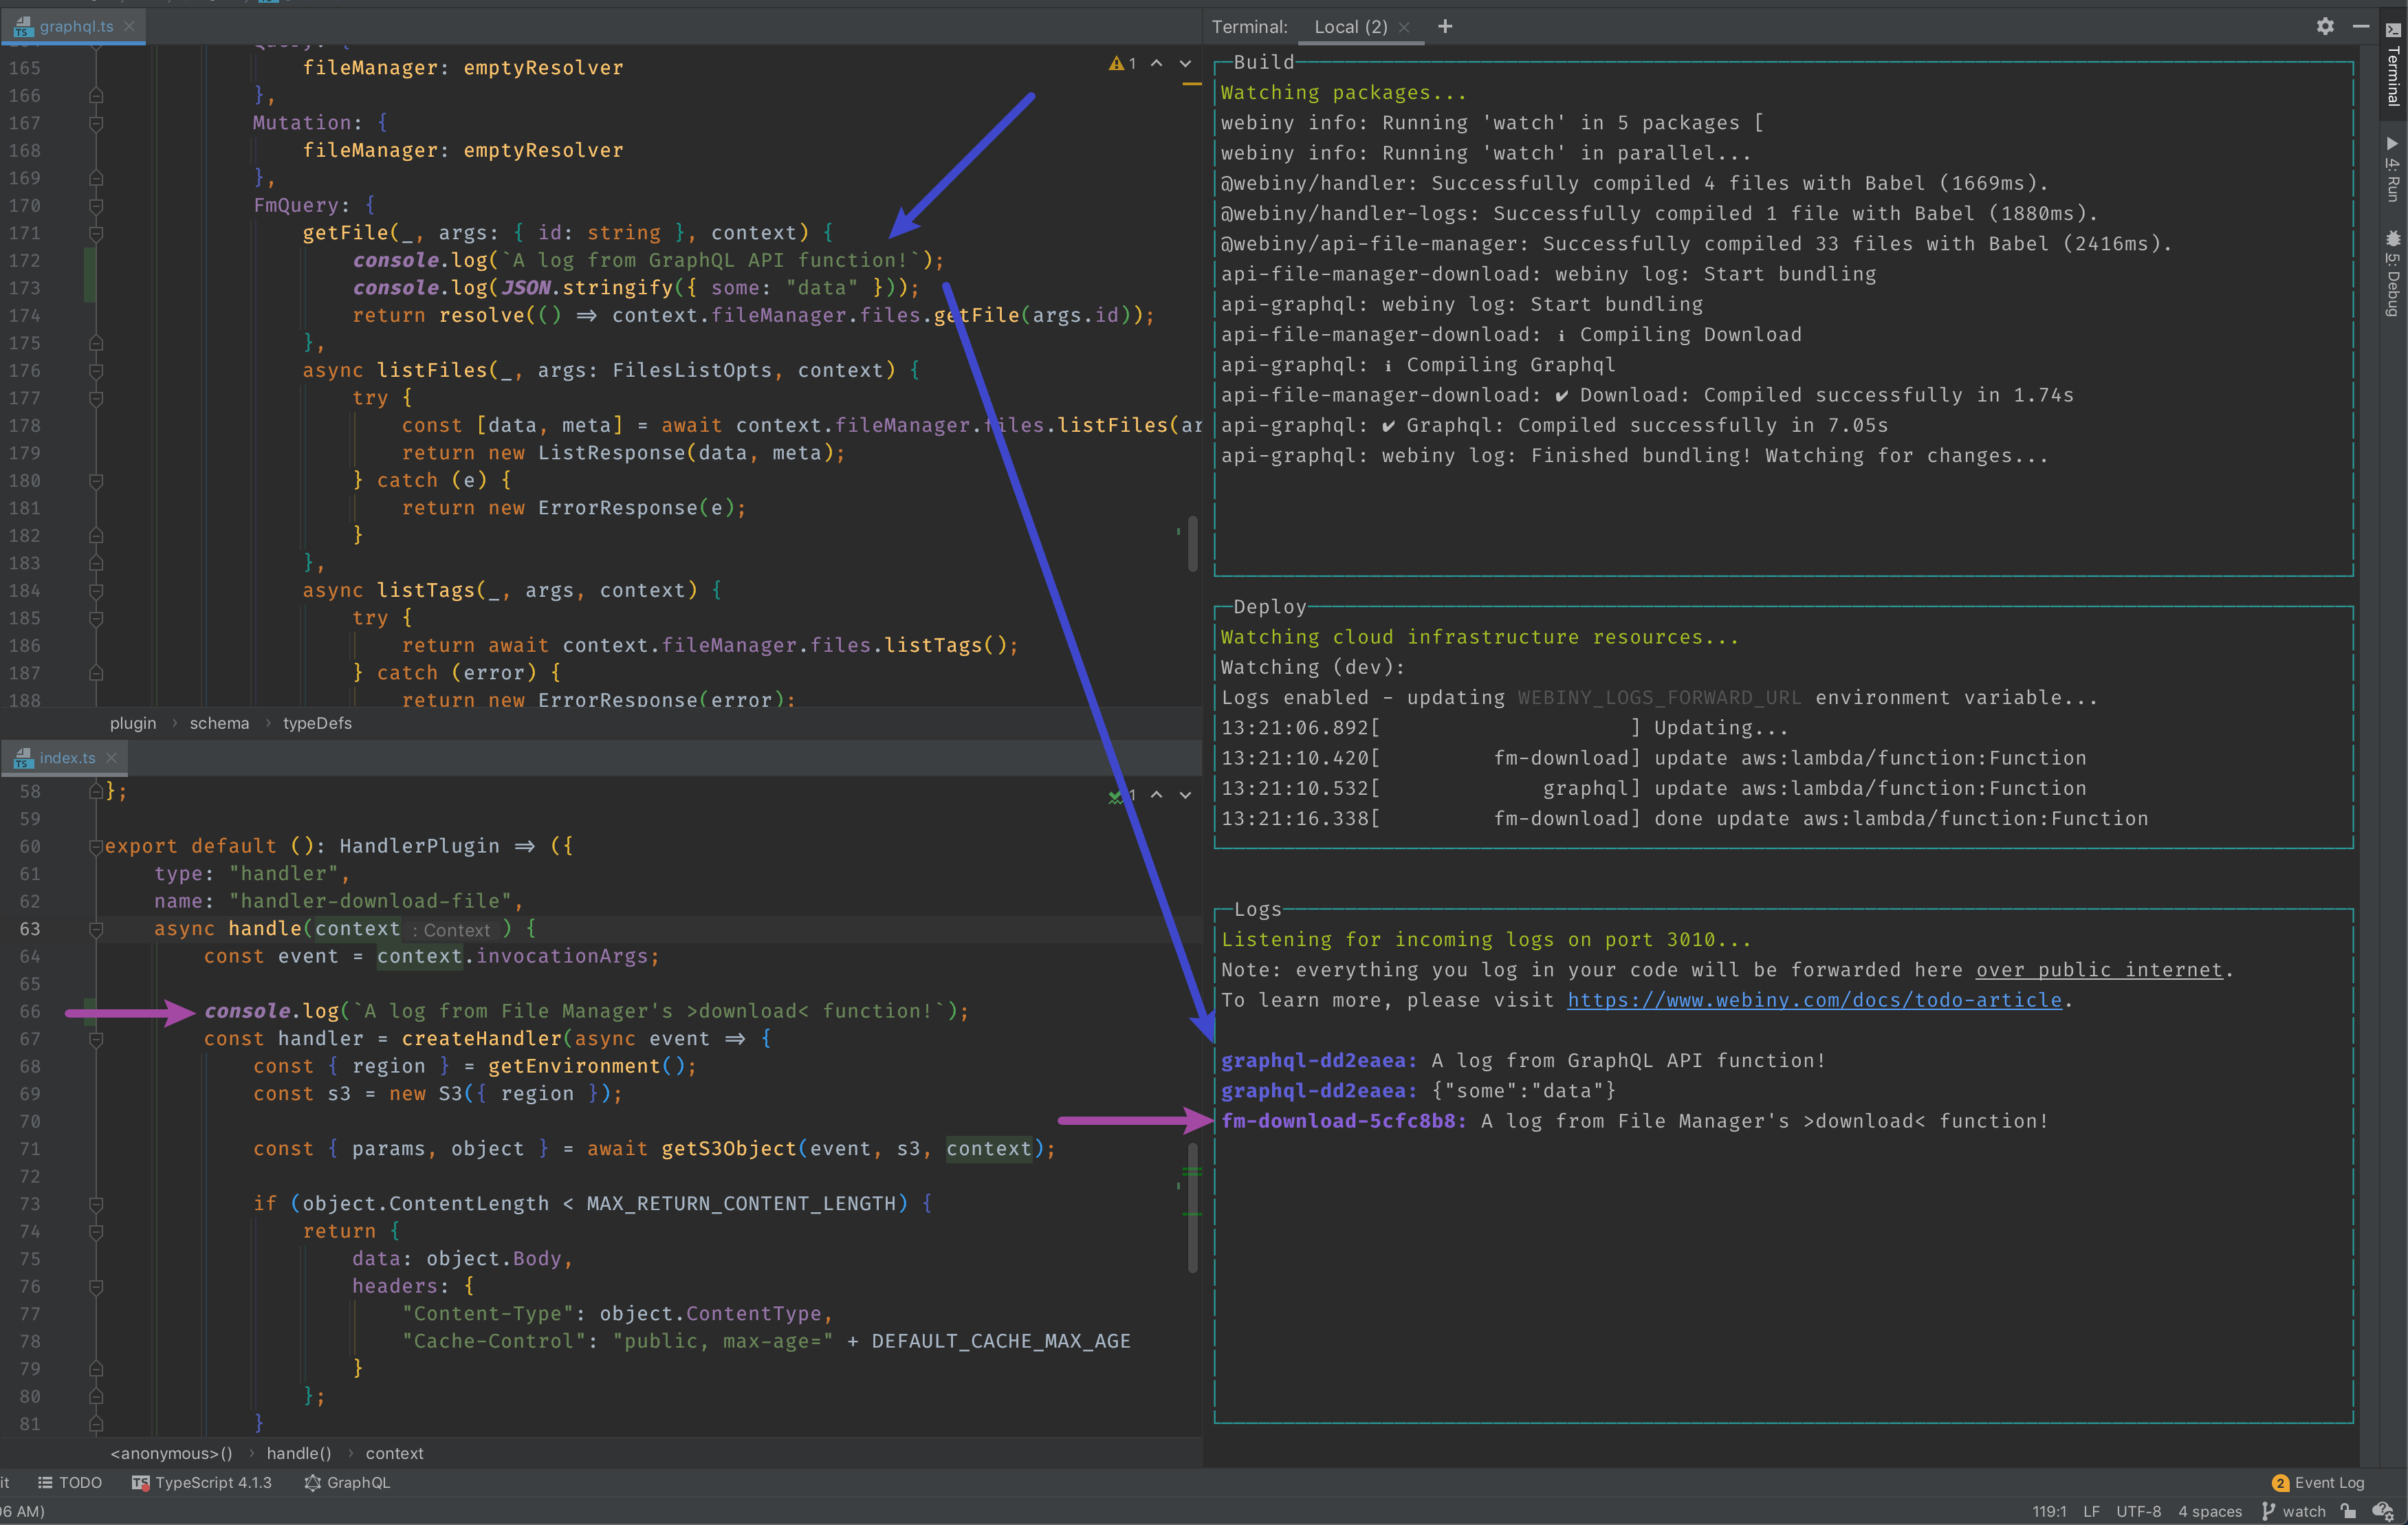 graphql.ts
165 fileManager: emptyResolver
166 },
167 Mutation: {
168 fileManager: emptyResolver
169 },
170 FmQuery: {
171 getFile(_, args: { id: string }, context) {
172 console.log(`A log from GraphQL API function!`);
173 console.log(JSON.stringify({ some: "data" }));
174 return resolve(() => context.fileManager.files.getFile(args.id));
175 },
176 async listFiles(_, args: FilesListOpts, context) {
177 try {
178 const [data, meta] = await context.fileManager.files.listFiles(ar
179 return new ListResponse(data, meta);
180 } catch (e) {
181 return new ErrorResponse(e);
182 }
183 },
184 async listTags(_, args, context) {
185 try {
186 return await context.fileManager.files.listTags();
187 } catch (error) {
188 return new ErrorResponse(error);
1
plugin › schema › typeDefs
index.ts
58 };
59
60 export default (): HandlerPlugin => ({
61 type: "handler",
62 name: "handler-download-file",
63 async handle(context : Context ) {
64 const event = context.invocationArgs;
65
66 console.log(`A log from File Manager's >download< function!`);
67 const handler = createHandler(async event => {
68 const { region } = getEnvironment();
69 const s3 = new S3({ region });
70
71 const { params, object } = await getS3Object(event, s3, context);
72
73 if (object.ContentLength < MAX_RETURN_CONTENT_LENGTH) {
74 return {
75 data: object.Body,
76 headers: {
77 "Content-Type": object.ContentType,
78 "Cache-Control": "public, max-age=" + DEFAULT_CACHE_MAX_AGE
79 }
80 };
81 }
1
<anonymous>() › handle() › context
Terminal: Local (2) +
Build
Watching packages...
webiny info: Running 'watch' in 5 packages [
webiny info: Running 'watch' in parallel...
@webiny/handler: Successfully compiled 4 files with Babel (1669ms).
@webiny/handler-logs: Successfully compiled 1 file with Babel (1880ms).
@webiny/api-file-manager: Successfully compiled 33 files with Babel (2416ms).
api-file-manager-download: webiny log: Start bundling
api-graphql: webiny log: Start bundling
api-file-manager-download: ℹ Compiling Download
api-graphql: ℹ Compiling Graphql
api-file-manager-download: ✔ Download: Compiled successfully in 1.74s
api-graphql: ✔ Graphql: Compiled successfully in 7.05s
api-graphql: webiny log: Finished bundling! Watching for changes...
Deploy
Watching cloud infrastructure resources...
Watching (dev):
Logs enabled - updating WEBINY_LOGS_FORWARD_URL environment variable...
13:21:06.892[ ] Updating...
13:21:10.420[ fm-download] update aws:lambda/function:Function
13:21:10.532[ graphql] update aws:lambda/function:Function
13:21:16.338[ fm-download] done update aws:lambda/function:Function
Logs
Listening for incoming logs on port 3010...
Note: everything you log in your code will be forwarded here over public internet.
To learn more, please visit https://www.webiny.com/docs/todo-article.
graphql-dd2eaea: A log from GraphQL API function!
graphql-dd2eaea: {"some":"data"}
fm-download-5cfc8b8: A log from File Manager's >download< function!
Terminal
4: Run
5: Debug
it TODO TypeScript 4.1.3 GraphQL
2 Event Log
06 AM)
119:1 LF UTF-8 4 spaces watch